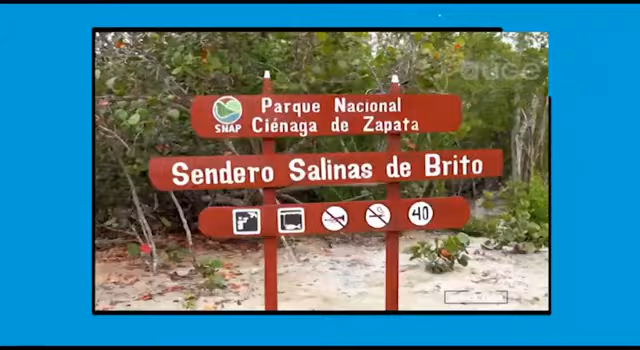 Parque Nacional
Ciénaga de Zapata
SNAP
Sendero Salinas de Brito
40